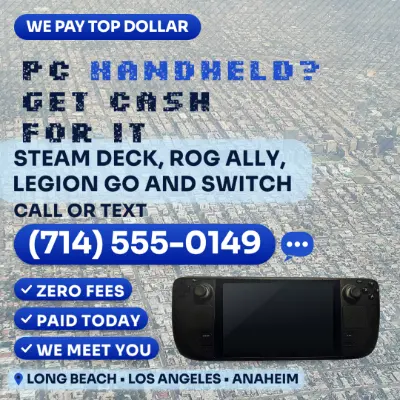 WE PAY TOP DOLLAR
PC HANDHELD?
GET CASH
FOR IT
STEAM DECK, ROG ALLY,
LEGION GO AND SWITCH
CALL OR TEXT
(714) 555-0149
ZERO FEES
PAID TODAY
WE MEET YOU
LONG BEACH • LOS ANGELES • ANAHEIM